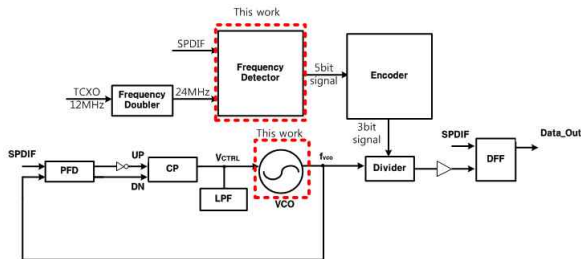 This work
SPDIF
TCXO
12MHz
Frequency
Doubler
24MHz
Frequency
Detector
5bit
signal
Encoder
3bit
signal
This work
SPDIF
PFD
UP
DN
CP
VCTRL
LPF
VCO
fvco
Divider
SPDIF
DFF
Data_Out